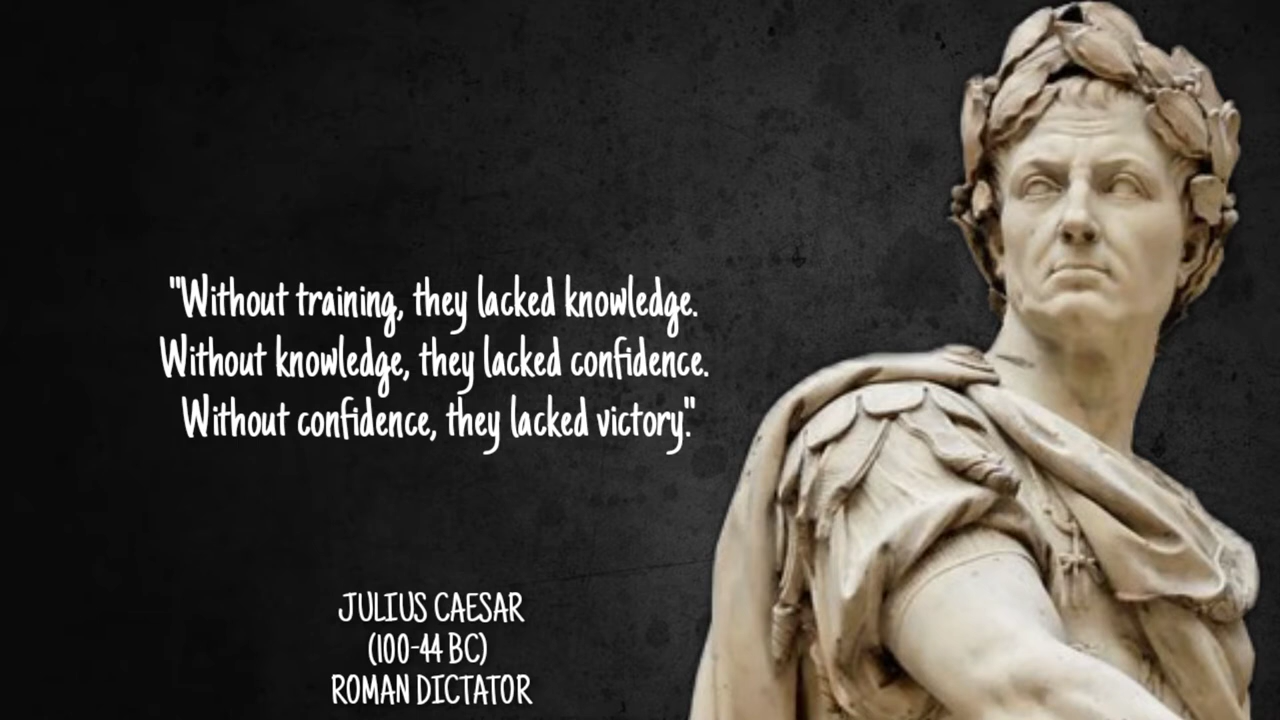 "Without training, they lacked knowledge.
Without knowledge, they lacked confidence.
Without confidence, they lacked victory."
JULIUS CAESAR
(100-44 BC)
ROMAN DICTATOR